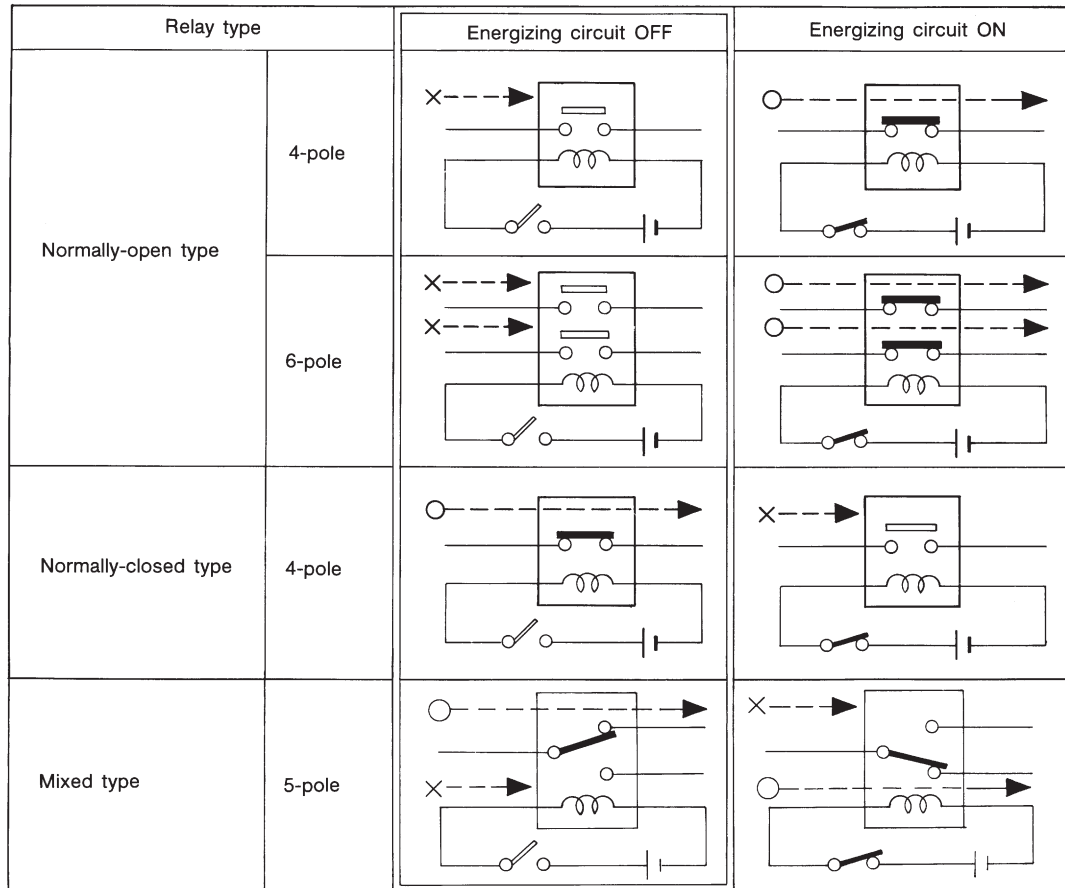 Relay type
Energizing circuit OFF
Energizing circuit ON
Normally-open type
4-pole
6-pole
Normally-closed type
4-pole
Mixed type
5-pole